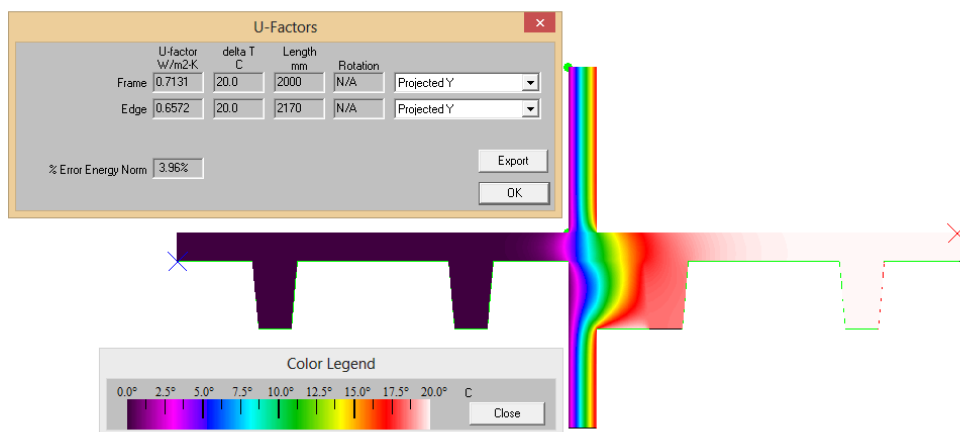 U-Factors
U-factor delta T Length
W/m2-K C mm Rotation
Frame 0.7131 20.0 2000 N/A Projected Y
Edge 0.6572 20.0 2170 N/A Projected Y
% Error Energy Norm 3.96%
Export
OK
Color Legend
0.0° 2.5° 5.0° 7.5° 10.0° 12.5° 15.0° 17.5° 20.0° C
Close